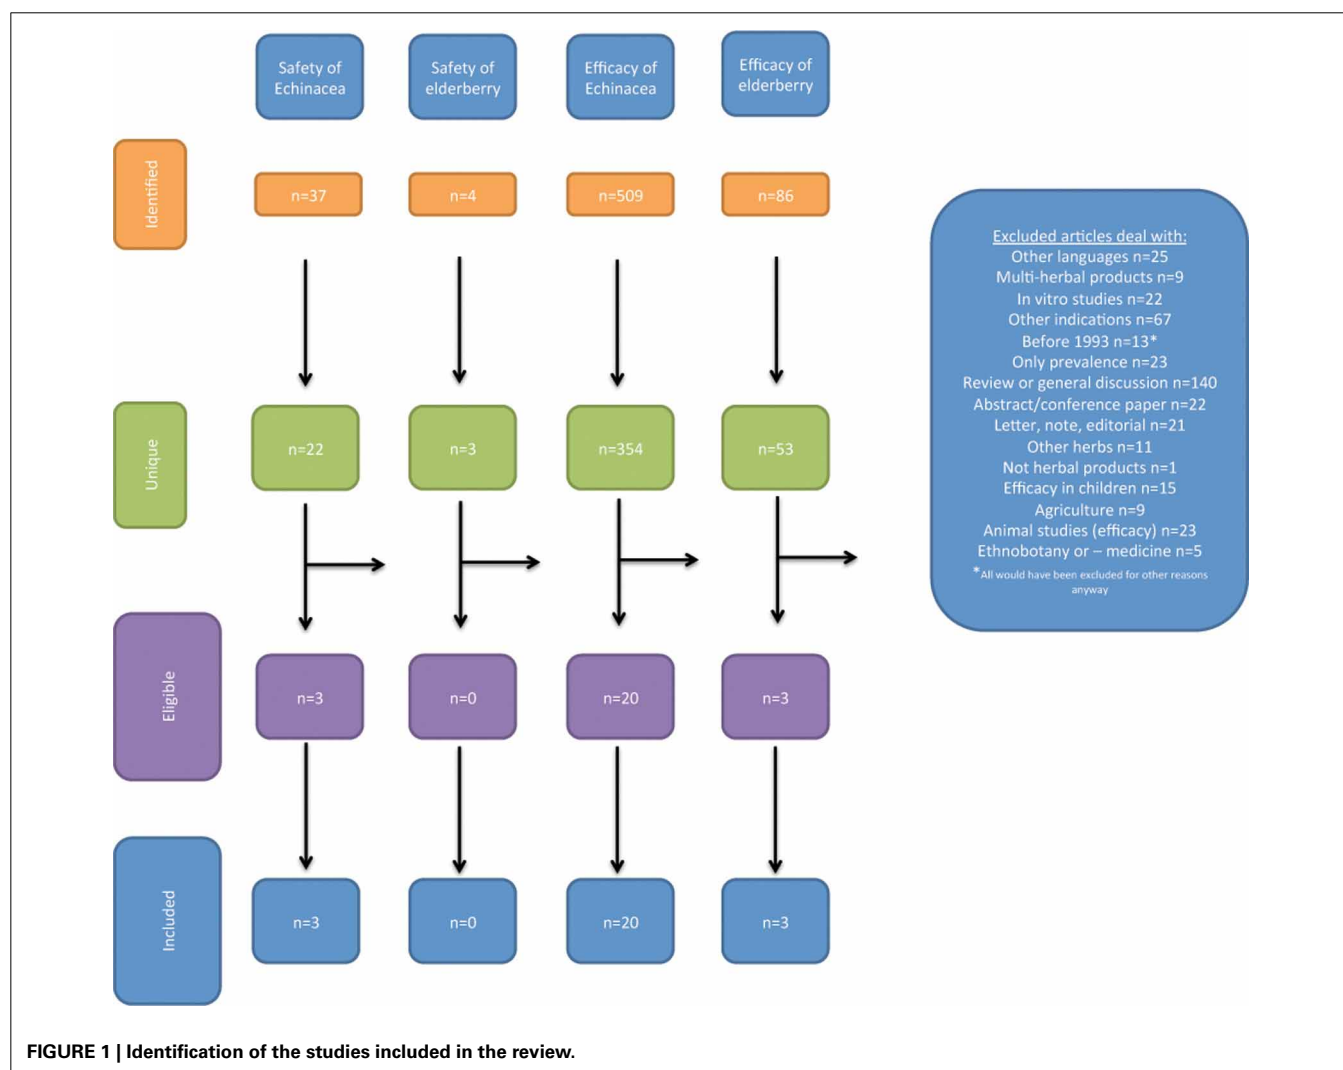 Safety of
Echinacea
Safety of
elderberry
Efficacy of
Echinacea
Efficacy of
elderberry
Identified
n=37
n=4
n=509
n=86
Unique
n=22
n=3
n=354
n=53
Eligible
n=3
n=0
n=20
n=3
Included
n=3
n=0
n=20
n=3
Excluded articles deal with:
Other languages n=25
Multi-herbal products n=9
In vitro studies n=22
Other indications n=67
Before 1993 n=13*
Only prevalence n=23
Review or general discussion n=140
Abstract/conference paper n=22
Letter, note, editorial n=21
Other herbs n=11
Not herbal products n=1
Efficacy in children n=15
Agriculture n=9
Animal studies (efficacy) n=23
Ethnobotany or – medicine n=5
*All would have been excluded for other reasons
anyway
FIGURE 1 | Identification of the studies included in the review.